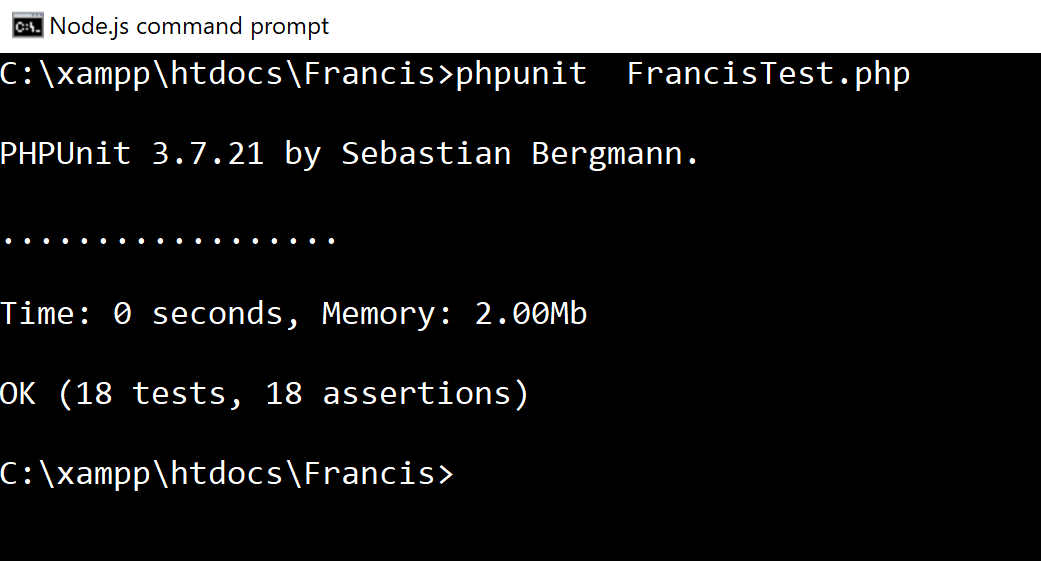 Node.js command prompt
C:\xampp\htdocs\Francis>phpunit  FrancisTest.php
PHPUnit 3.7.21 by Sebastian Bergmann.
..................
Time: 0 seconds, Memory: 2.00Mb
OK (18 tests, 18 assertions)
C:\xampp\htdocs\Francis>